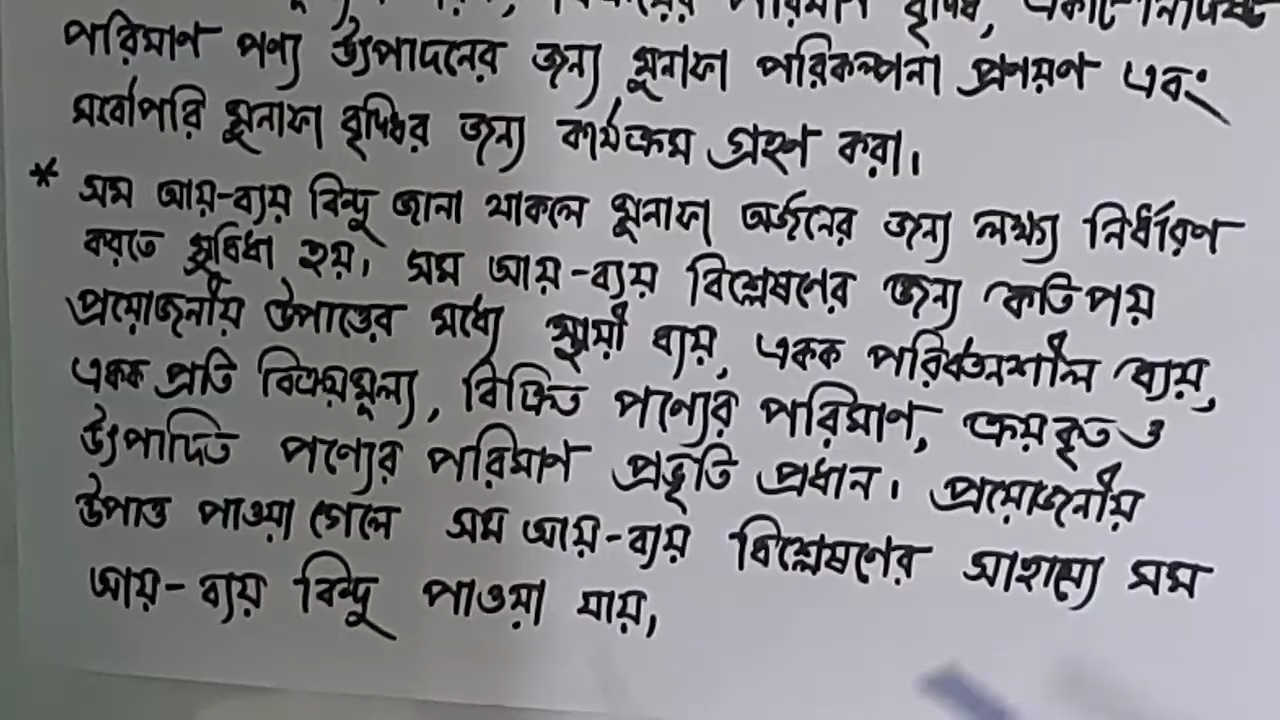 পরিমাণ বৃদ্ধি, একটি নির্দিষ্ট
পরিমাণ পণ্য উৎপাদনের জন্য মুনাফা পরিকল্পনা প্রণয়ণ এবং
সর্বোপরি মুনাফা বৃদ্ধির জন্য কার্যক্রম গ্রহণ করা।
* সম আয়-ব্যয় বিন্দু জানা থাকলে মুনাফা অর্জনের জন্য লক্ষ্য নির্ধারণ
করতে সুবিধা হয়। সম আয়-ব্যয় বিশ্লেষণের জন্য কতিপয়
প্রয়োজনীয় উপাত্তের মধ্যে স্থায়ী ব্যয়, একক পরিবর্তনশীল ব্যয়,
একক প্রতি বিক্রয়মূল্য, বিক্রিত পণ্যের পরিমাণ, ক্রয়কৃত ও
উৎপাদিত পণ্যের পরিমাণ প্রভৃতি প্রধান। প্রয়োজনীয়
উপাত্ত পাওয়া গেলে সম আয়-ব্যয় বিশ্লেষণের সাহায্যে সম
আয়-ব্যয় বিন্দু পাওয়া যায়,